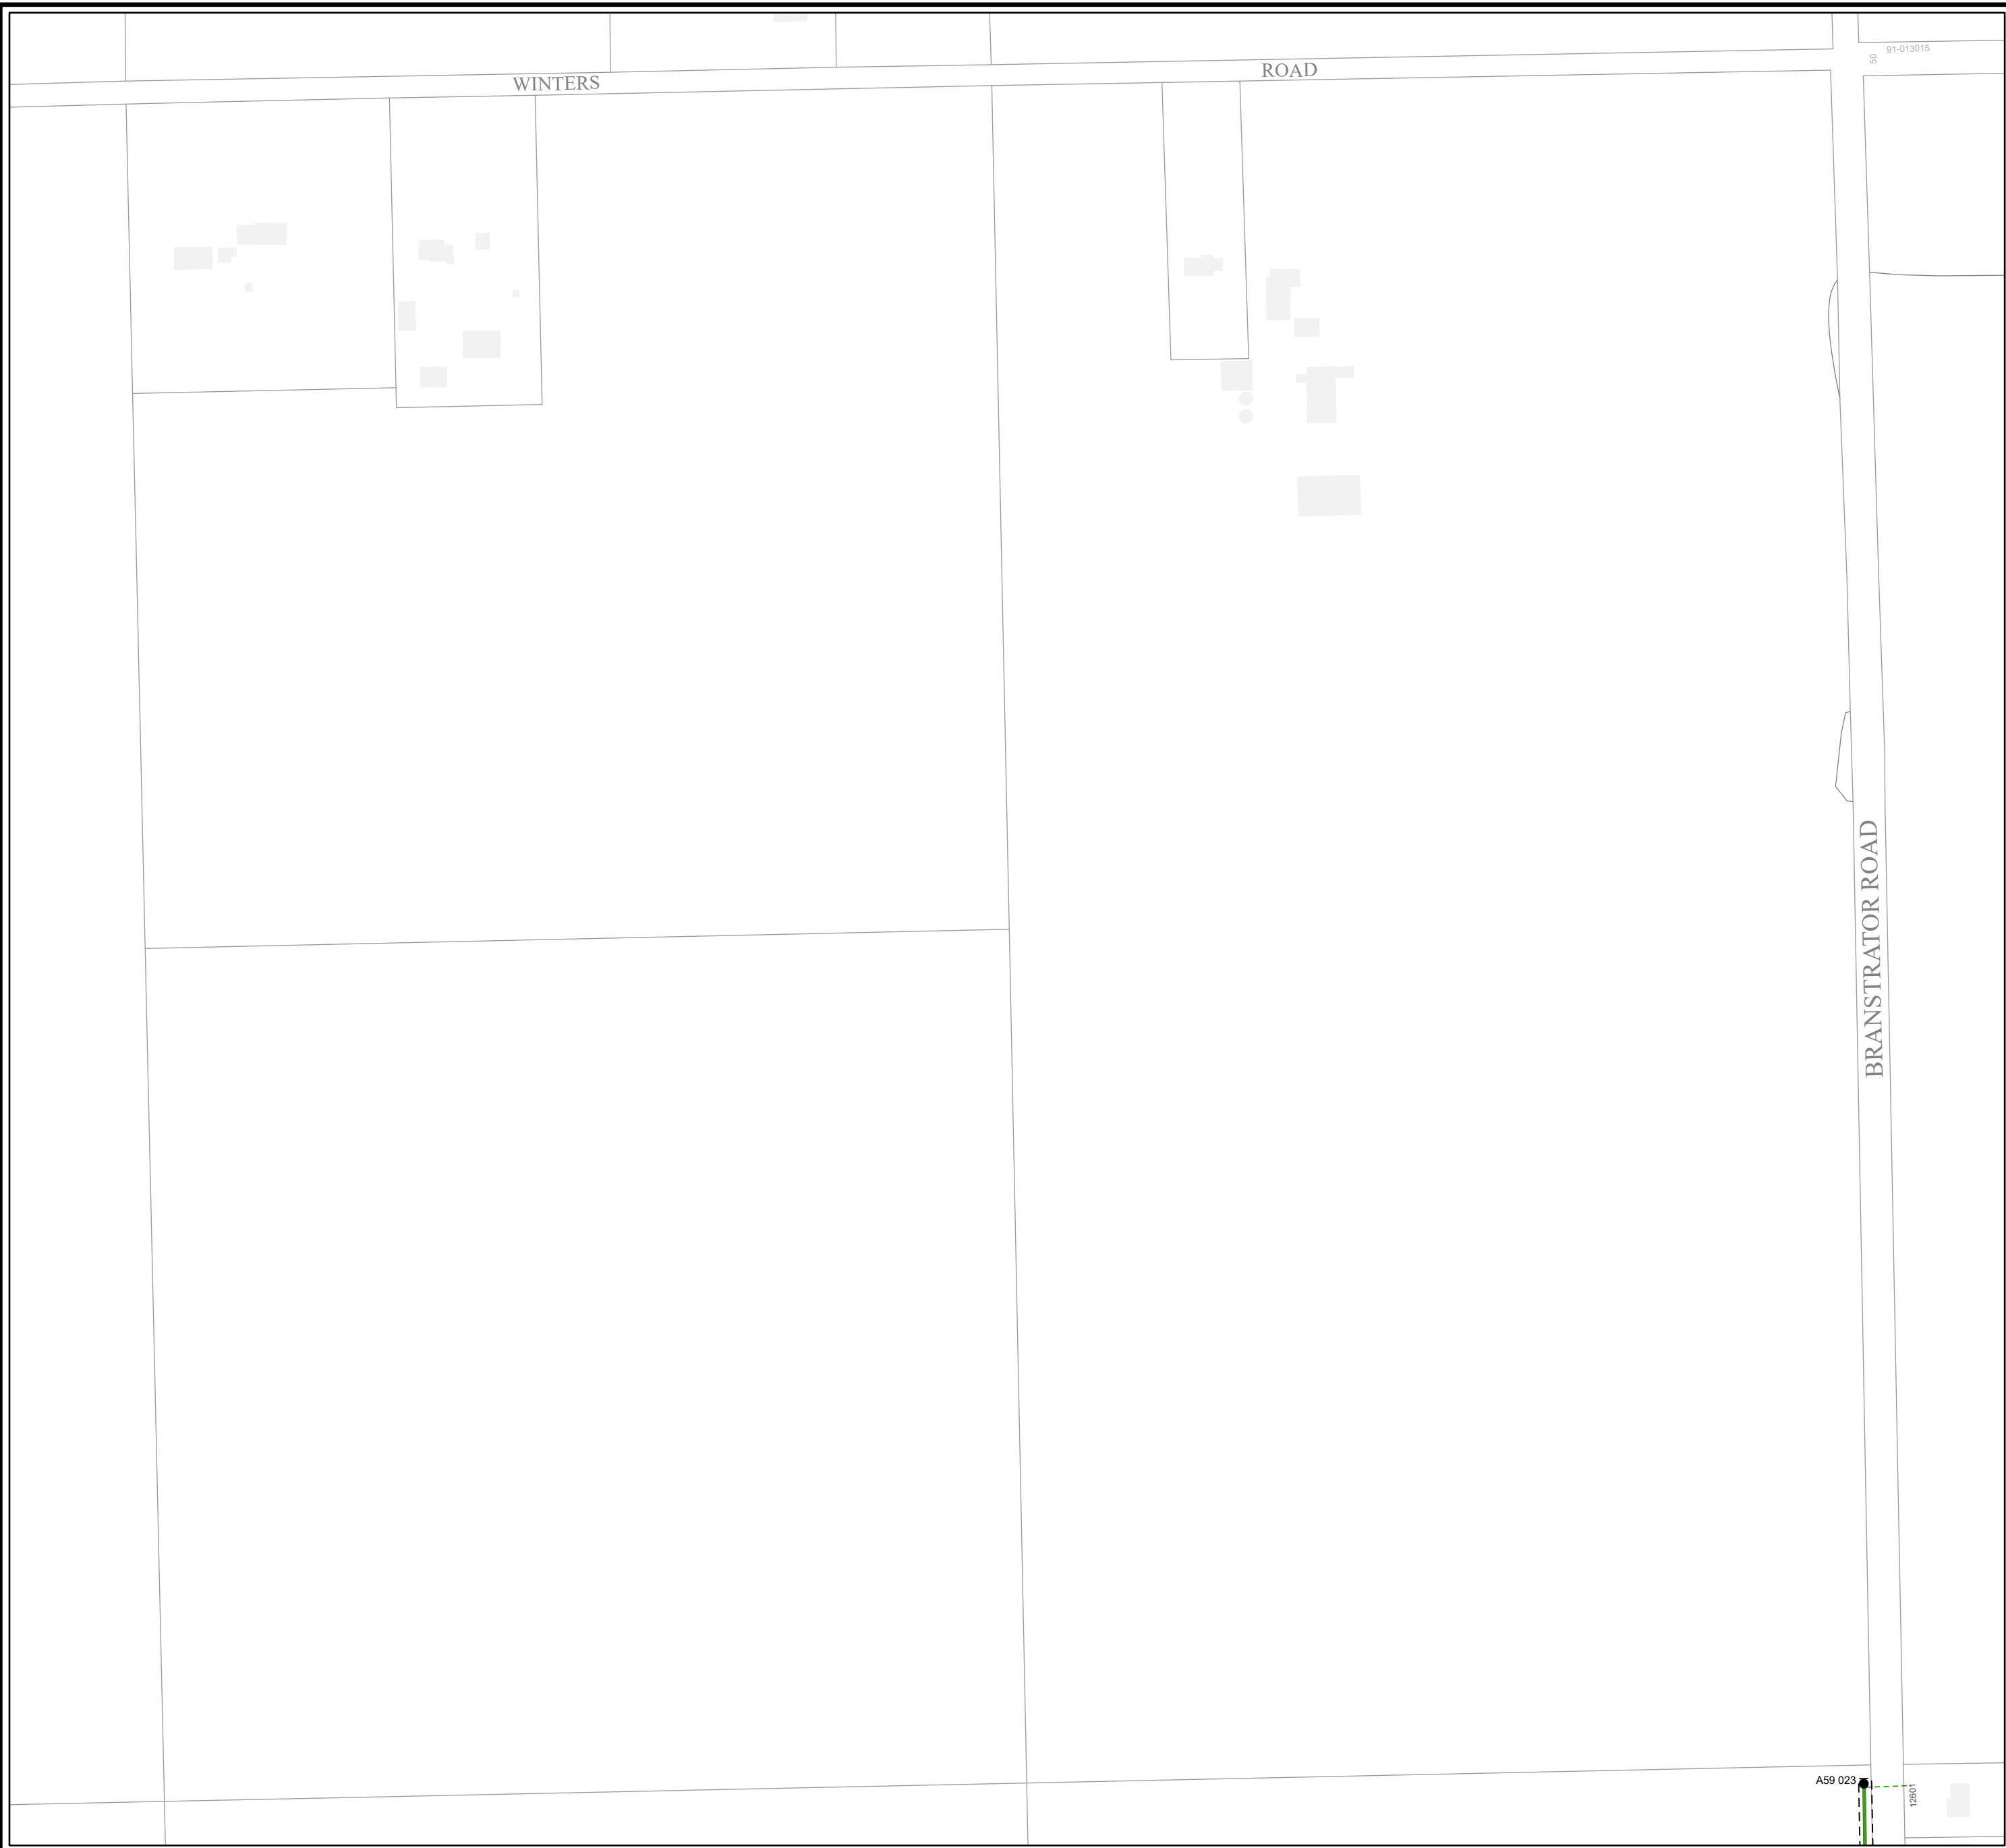 91-013015
50
WINTERS ROAD
BRANSTRATOR ROAD
A59 023
12601